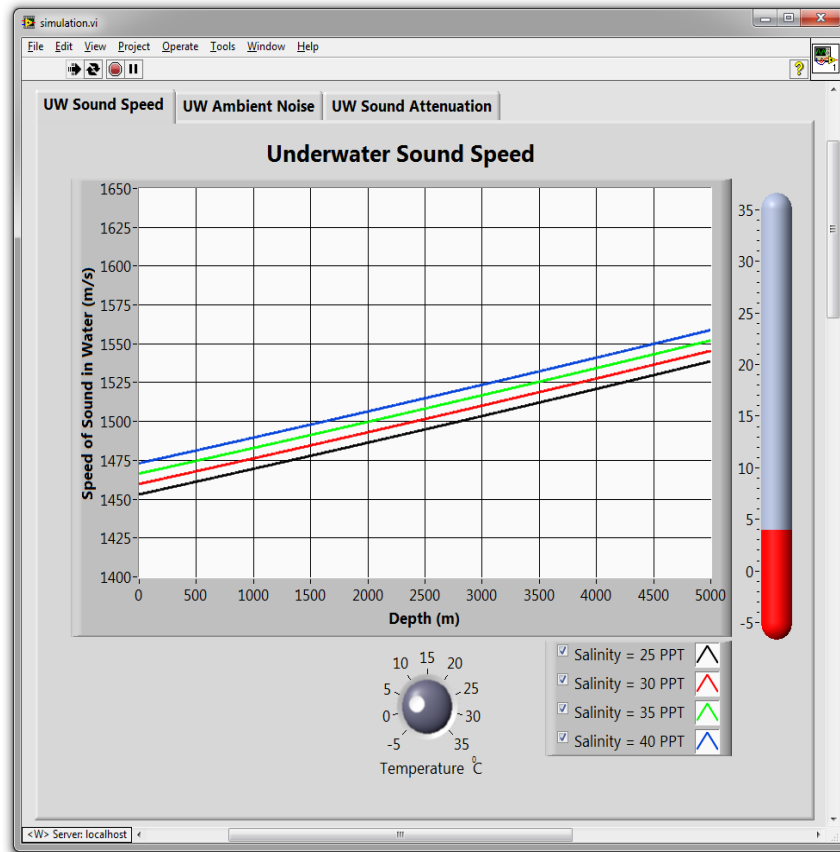 simulation.vi
File Edit View Project Operate Tools Window Help
?
1
UW Sound Speed UW Ambient Noise UW Sound Attenuation
Underwater Sound Speed
Speed of Sound in Water (m/s)
1650
1625
1600
1575
1550
1525
1500
1475
1450
1425
1400
0 500 1000 1500 2000 2500 3000 3500 4000 4500 5000
Depth (m)
35
30
25
20
15
10
5
0
-5
-5 0 5 10 15 20 25 30 35
Temperature ⁰C
Salinity = 25 PPT
Salinity = 30 PPT
Salinity = 35 PPT
Salinity = 40 PPT
<W> Server: localhost